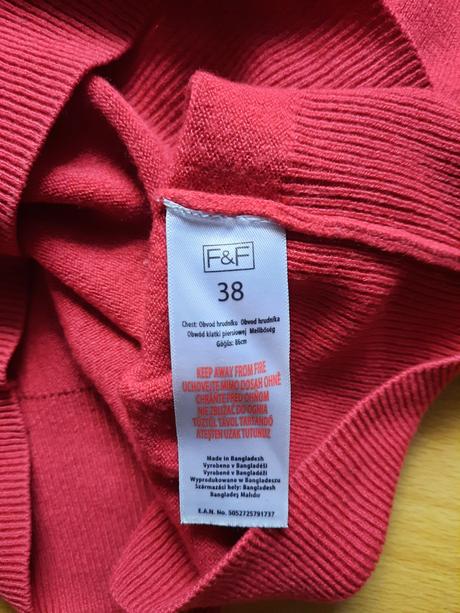 F&F
38
Chest: Obvod hrudníku Obvod hrudníka
Obwód klatki piersiowej Mellbőség
Göğüs: 86cm
KEEP AWAY FROM FIRE
UCHOVEJTE MIMO DOSAH OHNĚ
CHRÁŇTE PŘED OHŇOM
NIE ZBLIŻAĆ DO OGNIA
TŰZTŐL TÁVOL TARTANDÓ
ATEŞTEN UZAK TUTUNUZ
Made in Bangladesh
Vyrobeno v Bangladéši
Vyrobené v Bangladéši
Wyprodukowano w Bangladeszu
Származási hely: Bangladesh
Bangladeş Malıdır
E.A.N. No. 5052725791737